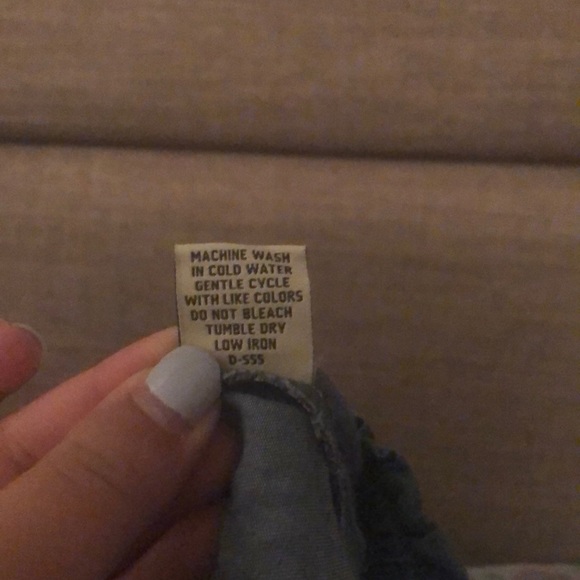 MACHINE WASH
IN COLD WATER
GENTLE CYCLE
WITH LIKE COLORS
DO NOT BLEACH
TUMBLE DRY
LOW IRON
D-555